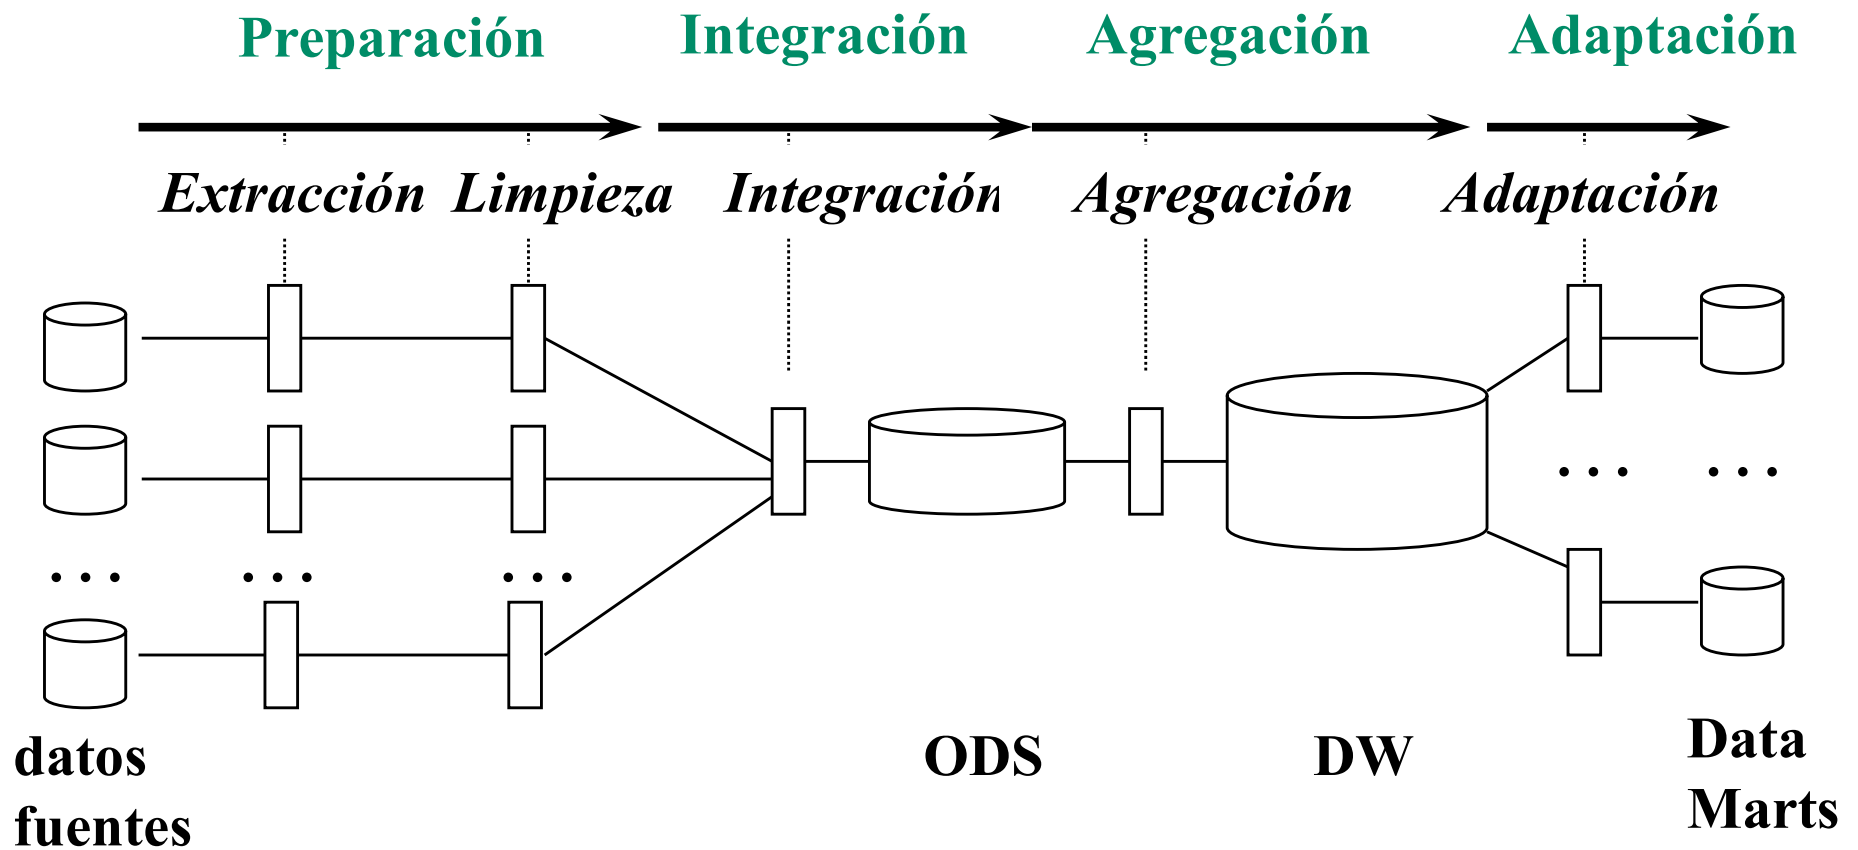 Preparación Integración Agregación Adaptación
Extracción Limpieza Integración Agregación Adaptación
. . . . . .
. . . . . . . . .
datos
fuentes
ODS DW
Data
Marts